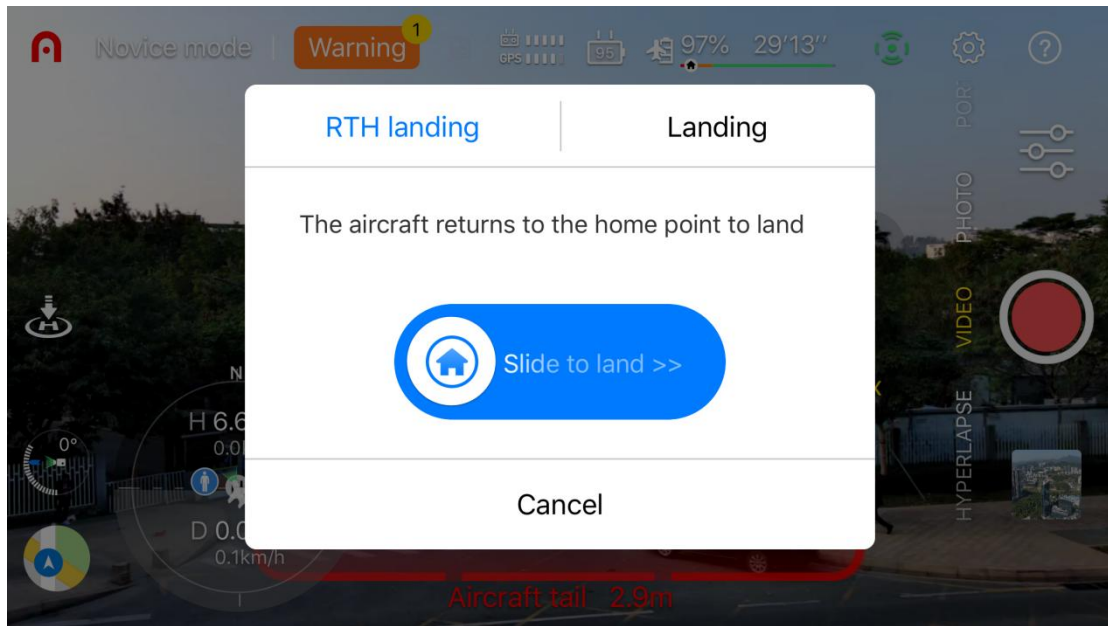 Novice mode
Warning
1
GPS
95
97%
29'13''
?
RTH landing
Landing
The aircraft returns to the home point to land
Slide to land >>
Cancel
N
H 6.6
0.0
0°
D 0.0
0.1km/h
PHOTO
VIDEO
HYPERLAPSE
Aircraft tail 2.9m